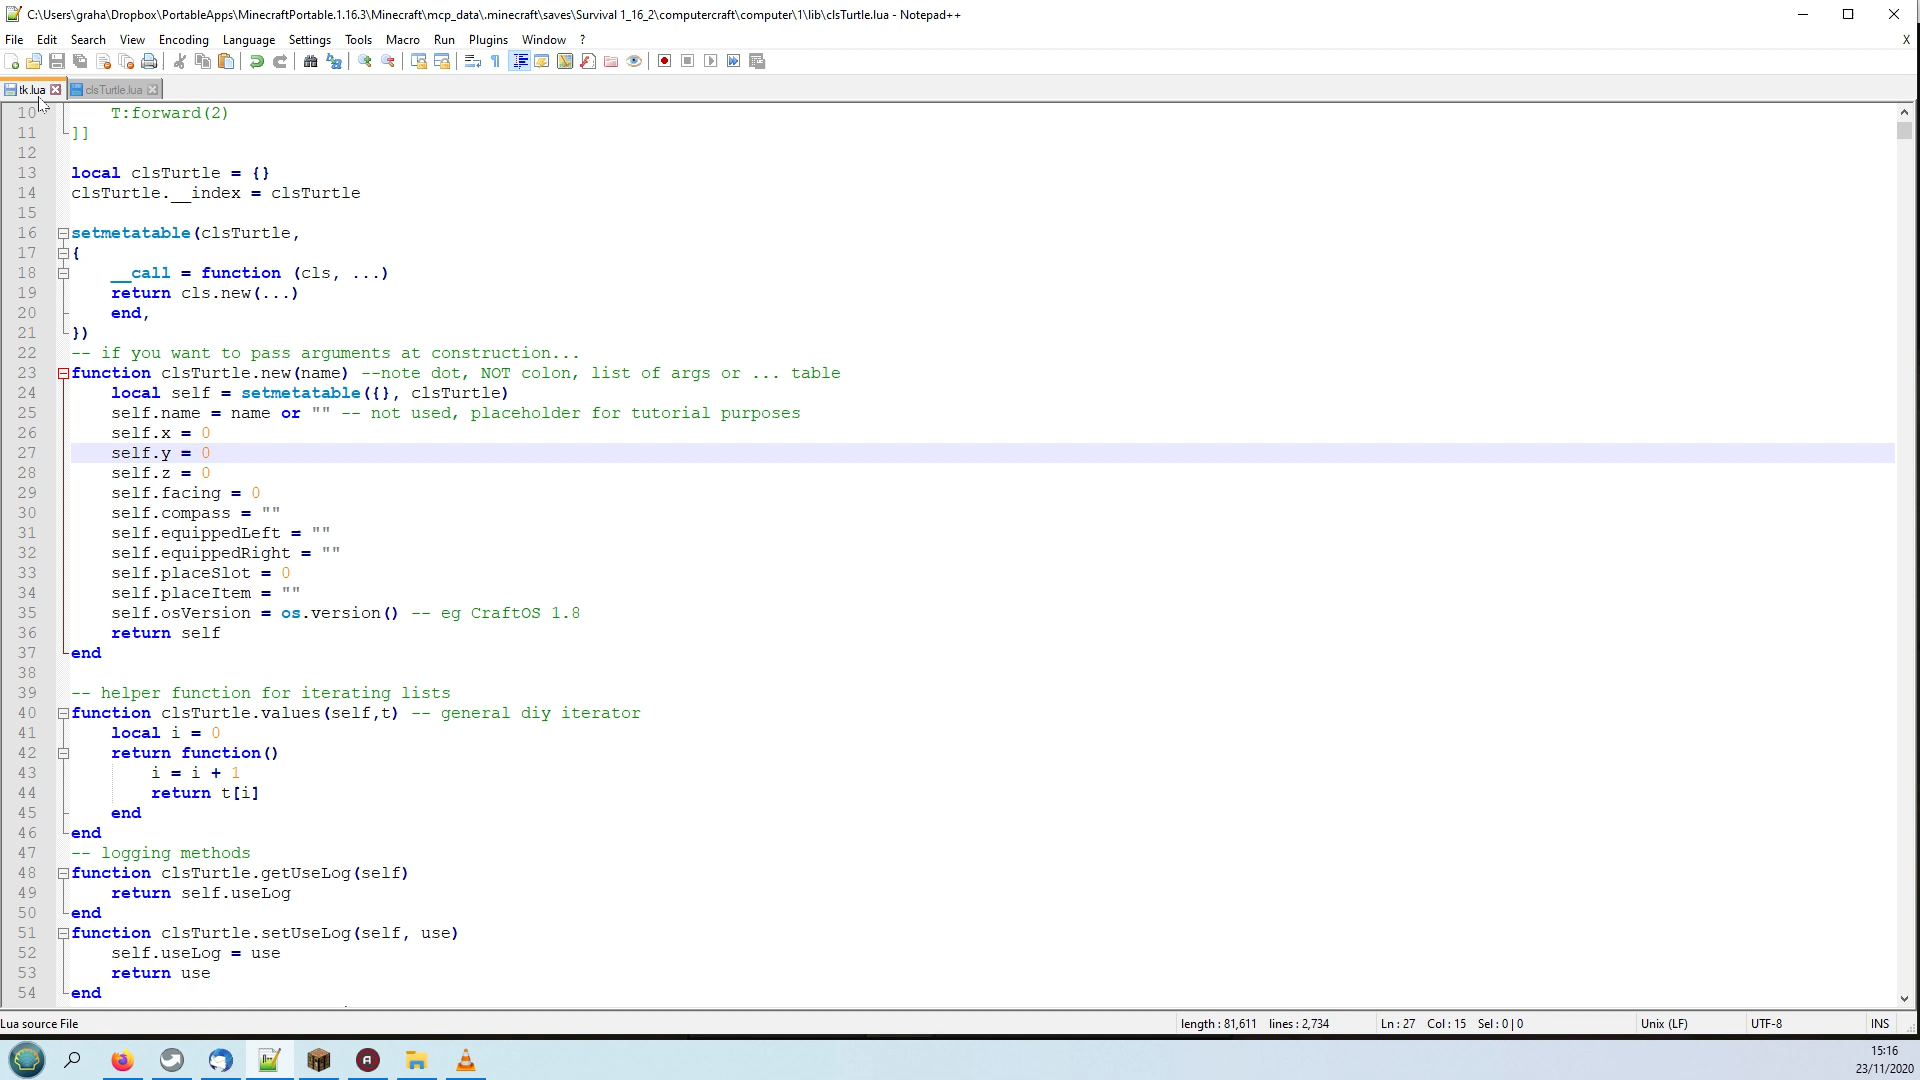 C:\Users\graha\Dropbox\PortableApps\MinecraftPortable.1.16.3\Minecraft\mcp_data\.minecraft\saves\Survival 1_16_2\computercraft\computer\1\lib\clsTurtle.lua - Notepad++
File Edit Search View Encoding Language Settings Tools Macro Run Plugins Window ? X
tk.lua clsTurtle.lua
10 T:forward(2)
11 ]]
12
13 local clsTurtle = {}
14 clsTurtle.__index = clsTurtle
15
16 setmetatable(clsTurtle,
17 {
18 __call = function (cls, ...)
19 return cls.new(...)
20 end,
21 })
22 -- if you want to pass arguments at construction...
23 function clsTurtle.new(name) --note dot, NOT colon, list of args or ... table
24 local self = setmetatable({}, clsTurtle)
25 self.name = name or "" -- not used, placeholder for tutorial purposes
26 self.x = 0
27 self.y = 0
28 self.z = 0
29 self.facing = 0
30 self.compass = ""
31 self.equippedLeft = ""
32 self.equippedRight = ""
33 self.placeSlot = 0
34 self.placeItem = ""
35 self.osVersion = os.version() -- eg CraftOS 1.8
36 return self
37 end
38
39 -- helper function for iterating lists
40 function clsTurtle.values(self,t) -- general diy iterator
41 local i = 0
42 return function()
43 i = i + 1
44 return t[i]
45 end
46 end
47 -- logging methods
48 function clsTurtle.getUseLog(self)
49 return self.useLog
50 end
51 function clsTurtle.setUseLog(self, use)
52 self.useLog = use
53 return use
54 end
Lua source File length : 81,611 lines : 2,734 Ln : 27 Col : 15 Sel : 0 | 0 Unix (LF) UTF-8 INS
15:16
23/11/2020